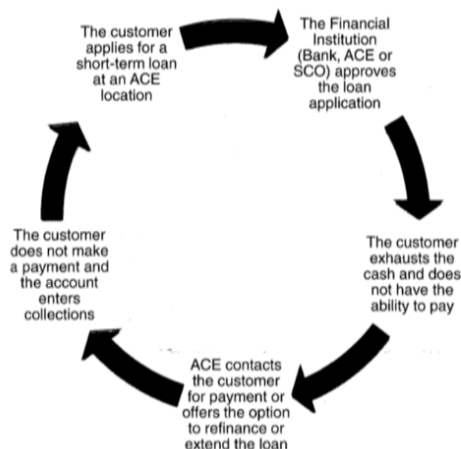 The customer
applies for a
short-term loan
at an ACE
location
The Financial
Institution
(Bank, ACE or
SCO) approves
the loan
application
The customer
exhausts the
cash and does
not have the
ability to pay
ACE contacts
the customer
for payment or
offers the option
to refinance or
extend the loan
The customer
does not make
a payment and
the account
enters
collections